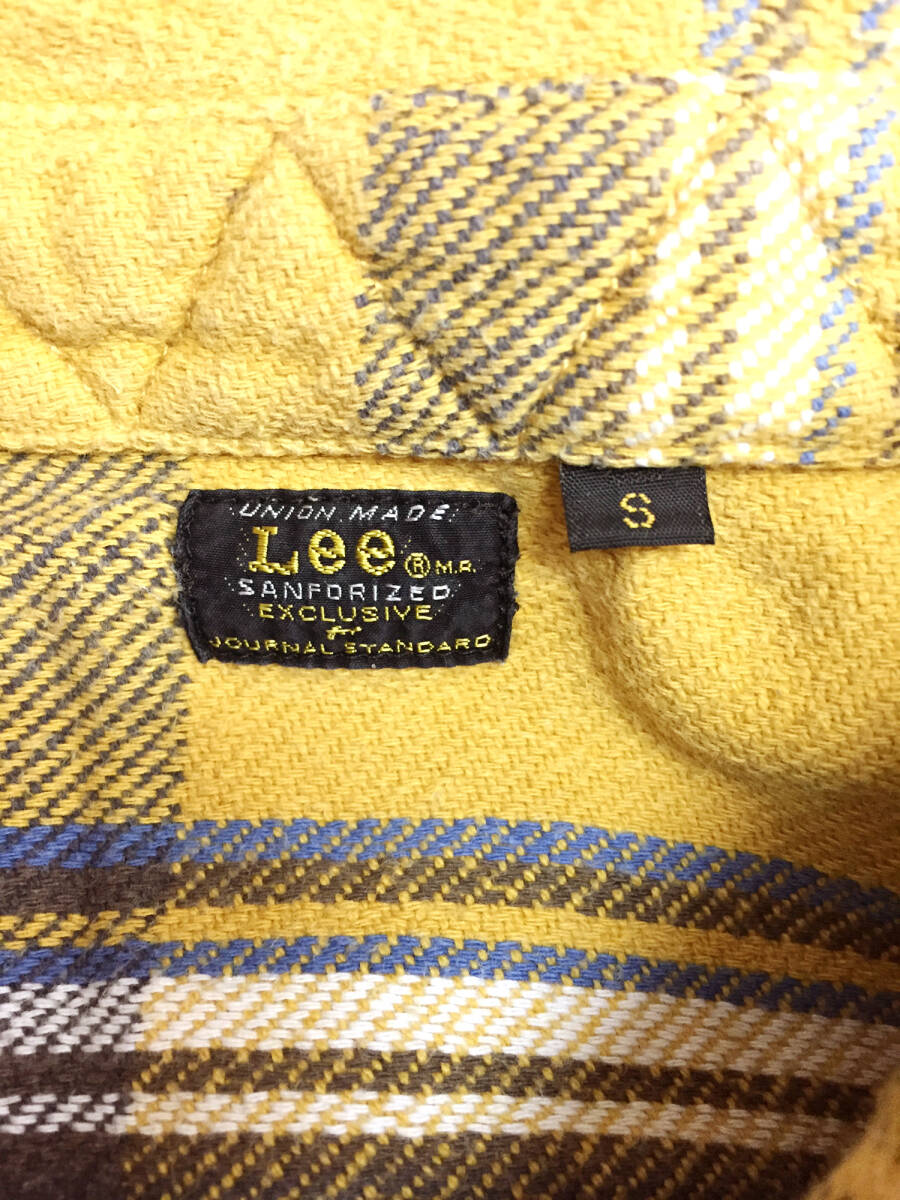 UNION MADE
Lee ® M.R.
SANFORIZED
EXCLUSIVE
for
JOURNAL STANDARD
S